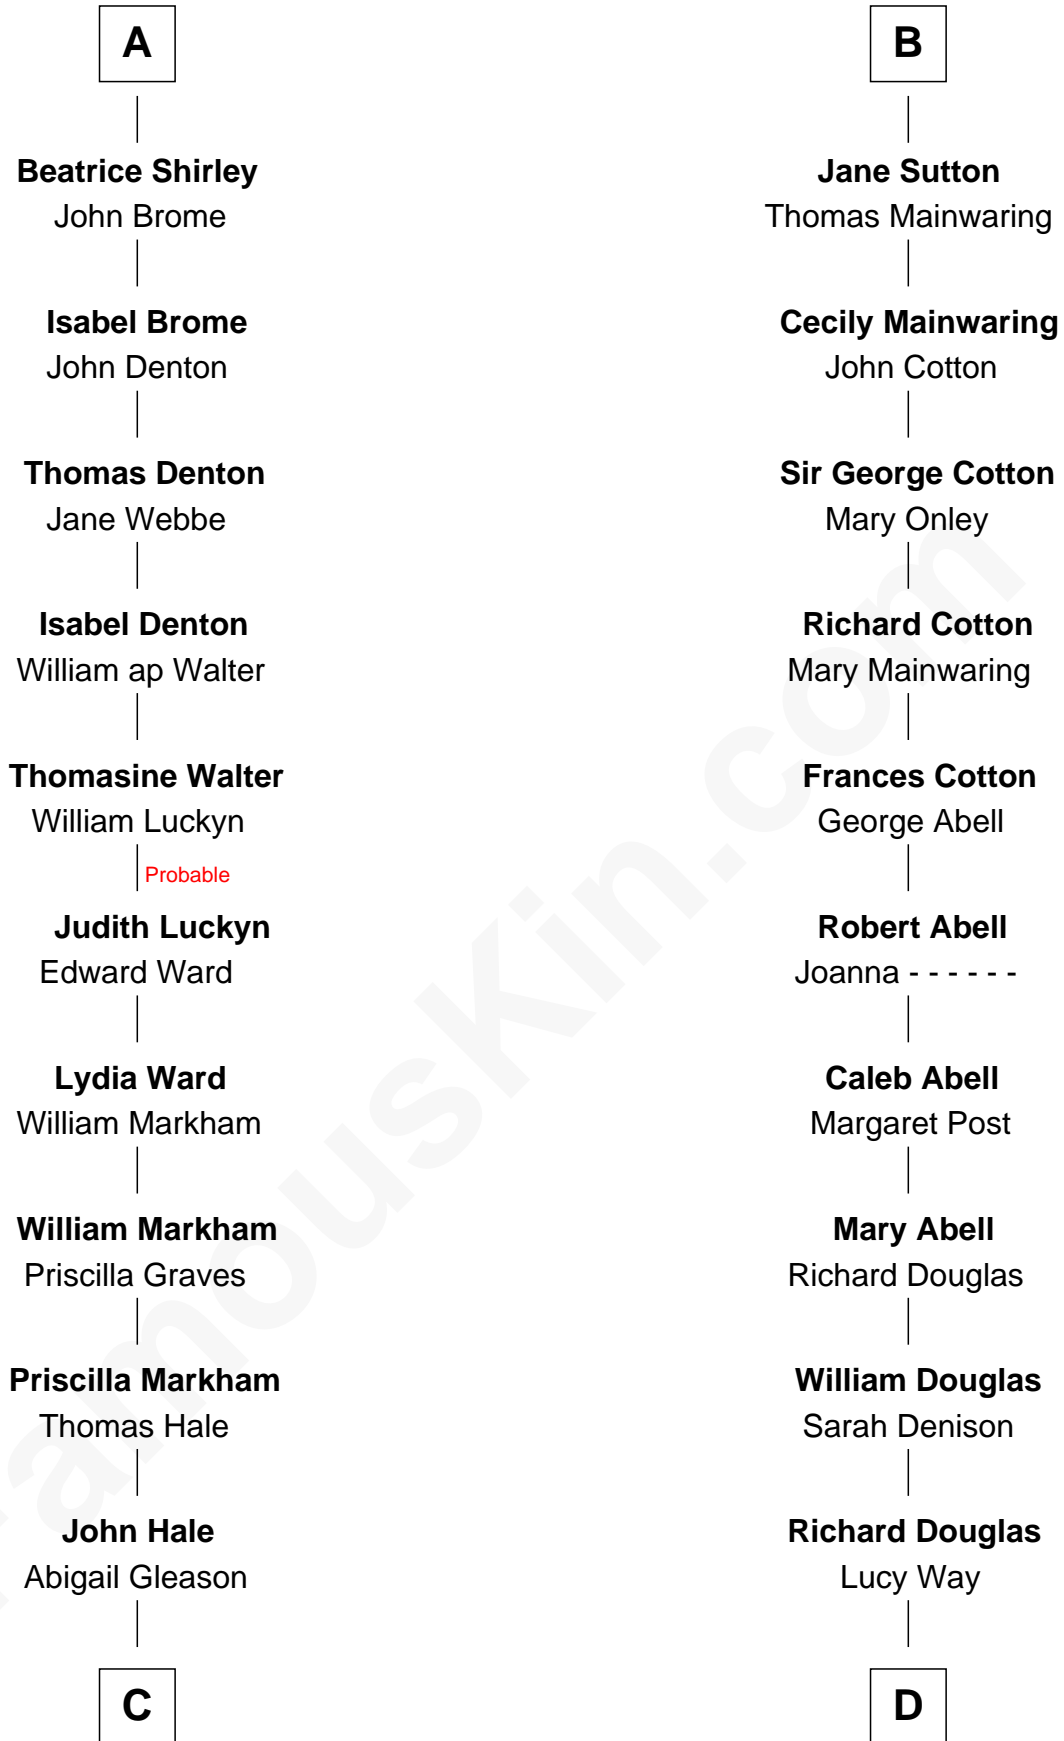 A
Beatrice Shirley
John Brome
Isabel Brome
John Denton
Thomas Denton
Jane Webbe
Isabel Denton
William ap Walter
Thomasine Walter
William Luckyn
Probable
Judith Luckyn
Edward Ward
Lydia Ward
William Markham
William Markham
Priscilla Graves
Priscilla Markham
Thomas Hale
John Hale
Abigail Gleason
C
B
Jane Sutton
Thomas Mainwaring
Cecily Mainwaring
John Cotton
Sir George Cotton
Mary Onley
Richard Cotton
Mary Mainwaring
Frances Cotton
George Abell
Robert Abell
Joanna - - - - - -
Caleb Abell
Margaret Post
Mary Abell
Richard Douglas
William Douglas
Sarah Denison
Richard Douglas
Lucy Way
D
FamousKin.com